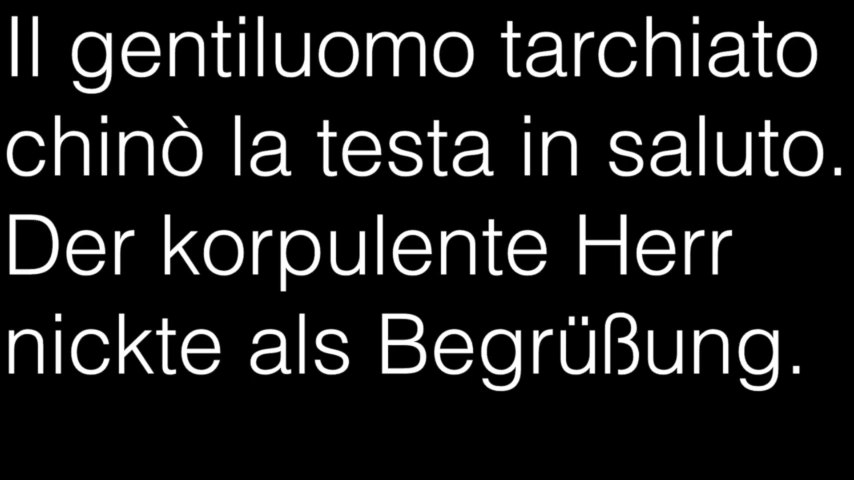 Il gentiluomo tarchiato
chinò la testa in saluto.
Der korpulente Herr
nickte als Begrüßung.